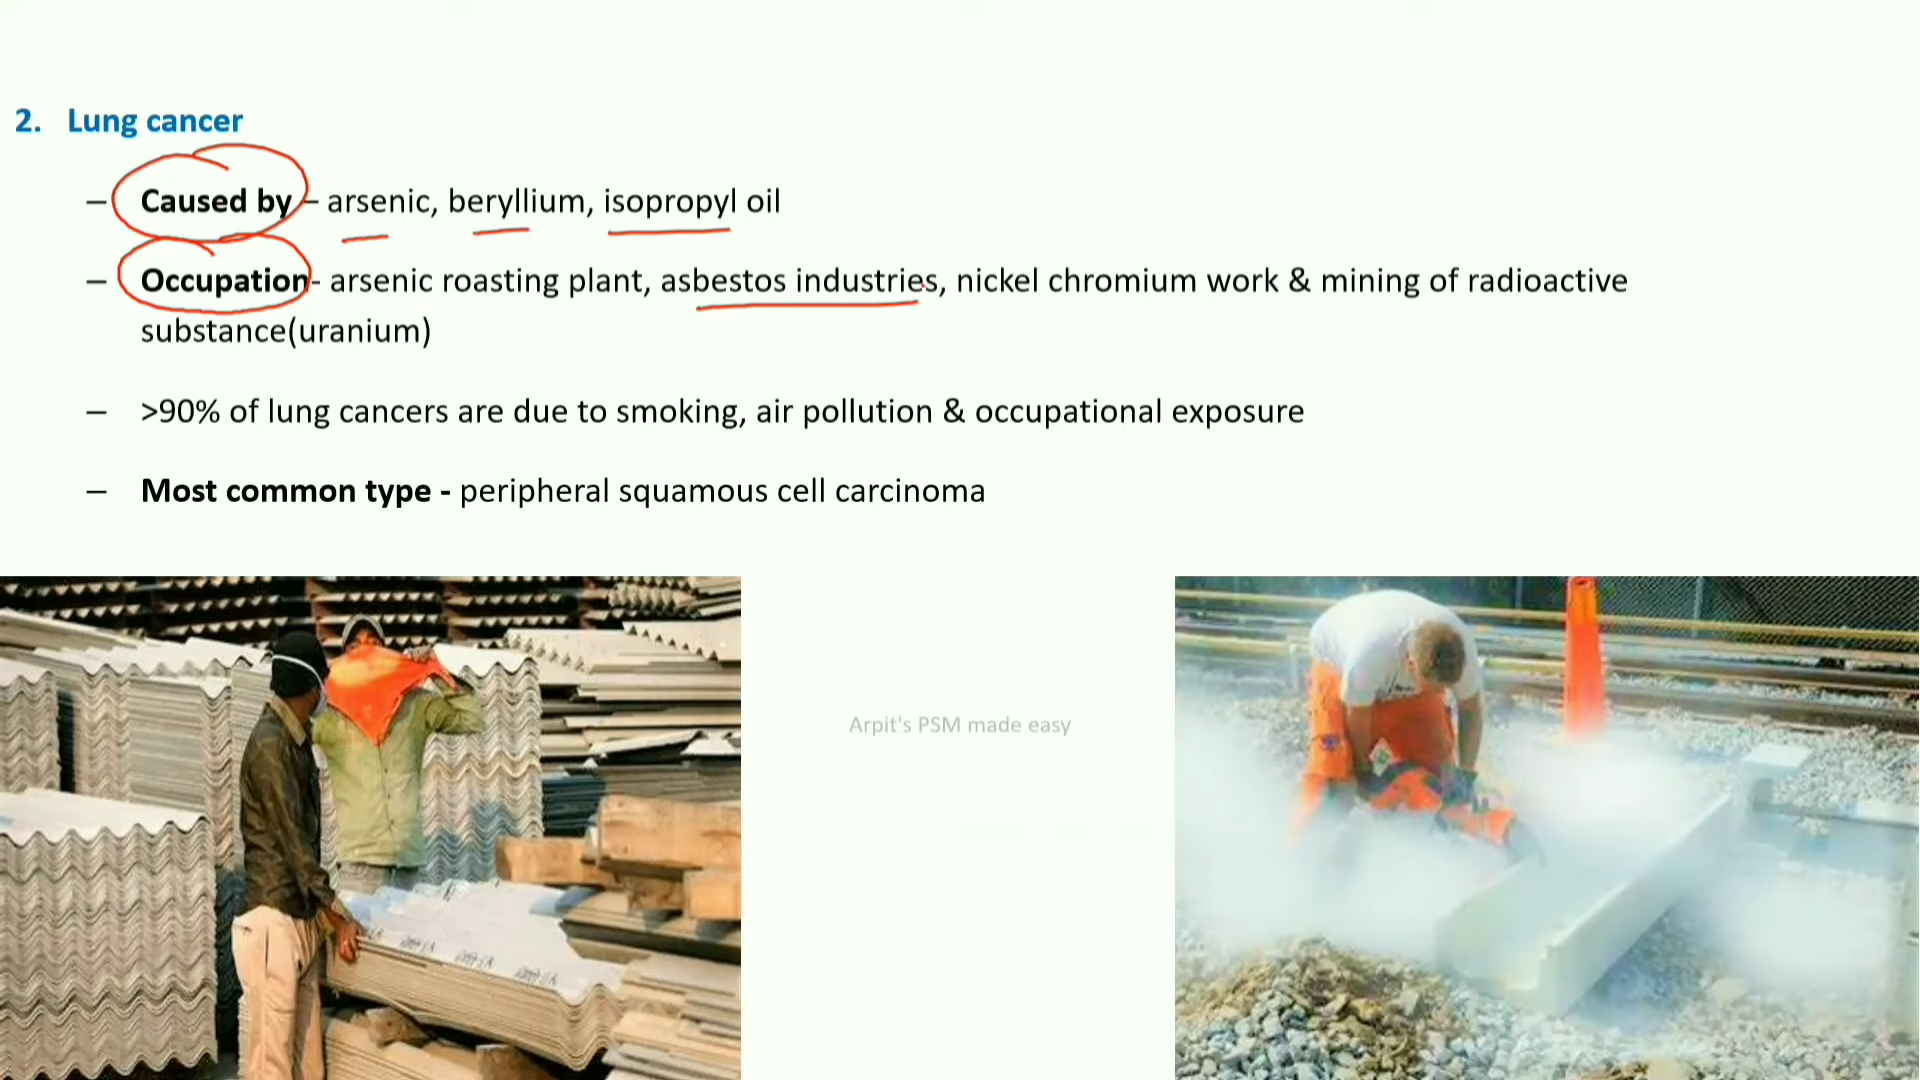 2. Lung cancer
– Caused by – arsenic, beryllium, isopropyl oil
– Occupation- arsenic roasting plant, asbestos industries, nickel chromium work & mining of radioactive
substance(uranium)
– >90% of lung cancers are due to smoking, air pollution & occupational exposure
– Most common type - peripheral squamous cell carcinoma
Arpit's PSM made easy